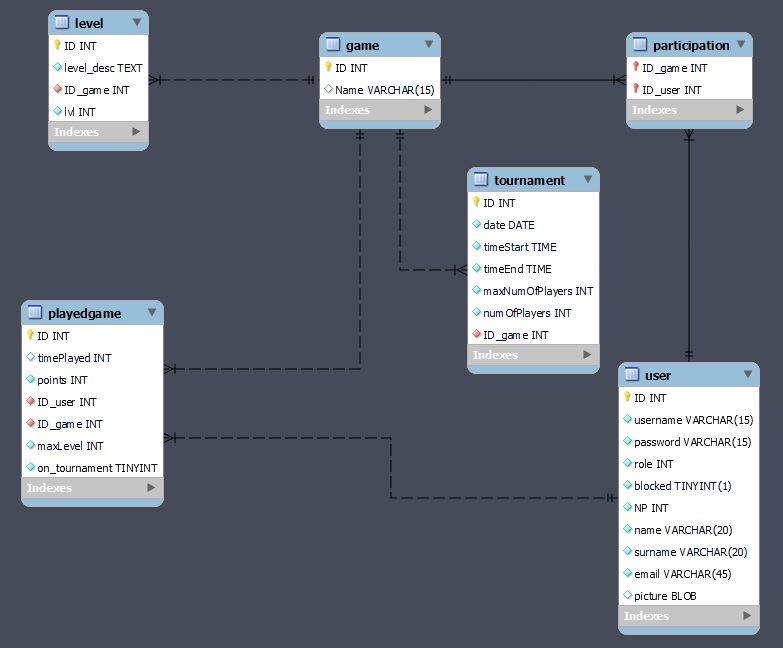 level
ID INT
level_desc TEXT
ID_game INT
lvl INT
Indexes
game
ID INT
Name VARCHAR(15)
Indexes
participation
ID_game INT
ID_user INT
Indexes
tournament
ID INT
date DATE
timeStart TIME
timeEnd TIME
maxNumOfPlayers INT
numOfPlayers INT
ID_game INT
Indexes
playedgame
ID INT
timePlayed INT
points INT
ID_user INT
ID_game INT
maxLevel INT
on_tournament TINYINT
Indexes
user
ID INT
username VARCHAR(15)
password VARCHAR(15)
role INT
blocked TINYINT(1)
NP INT
name VARCHAR(20)
surname VARCHAR(20)
email VARCHAR(45)
picture BLOB
Indexes